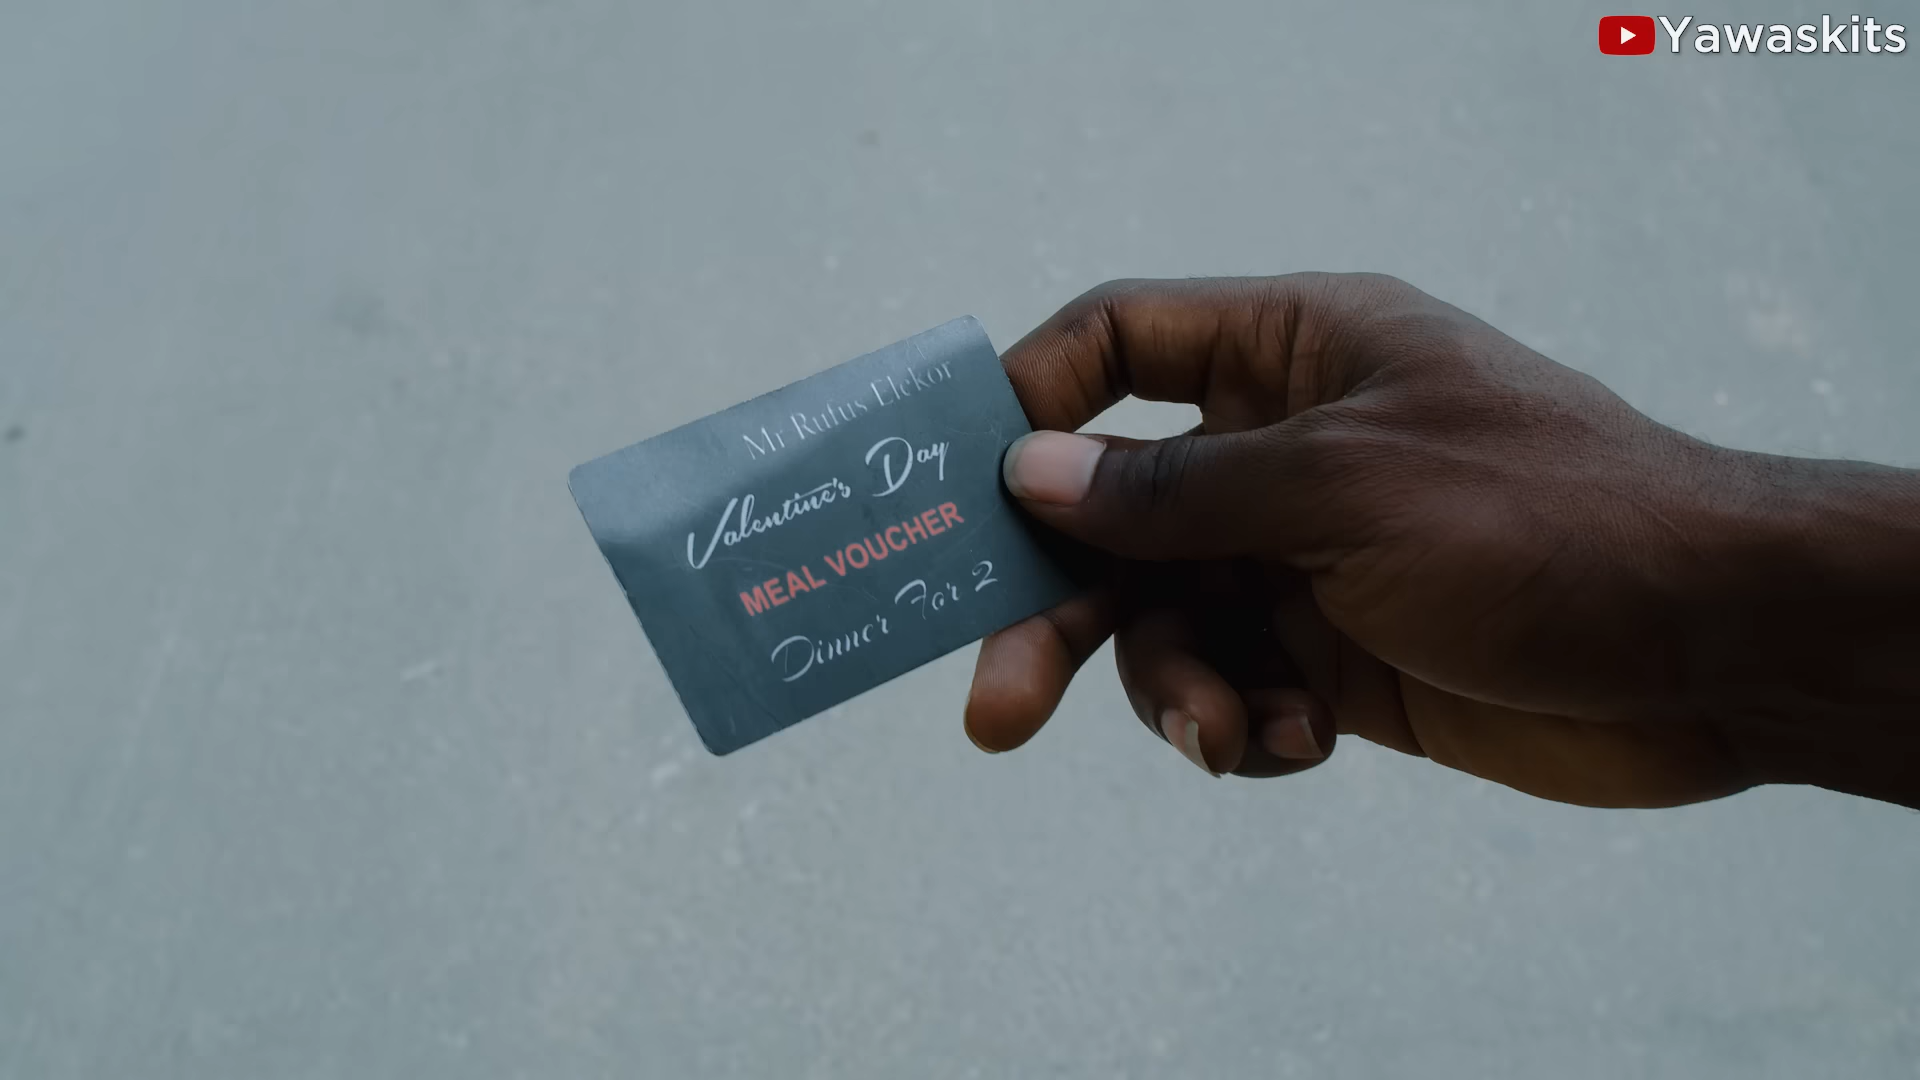 Yawaskits
Mr Rufus Elekor
Valentine's Day
MEAL VOUCHER
Dinner For 2